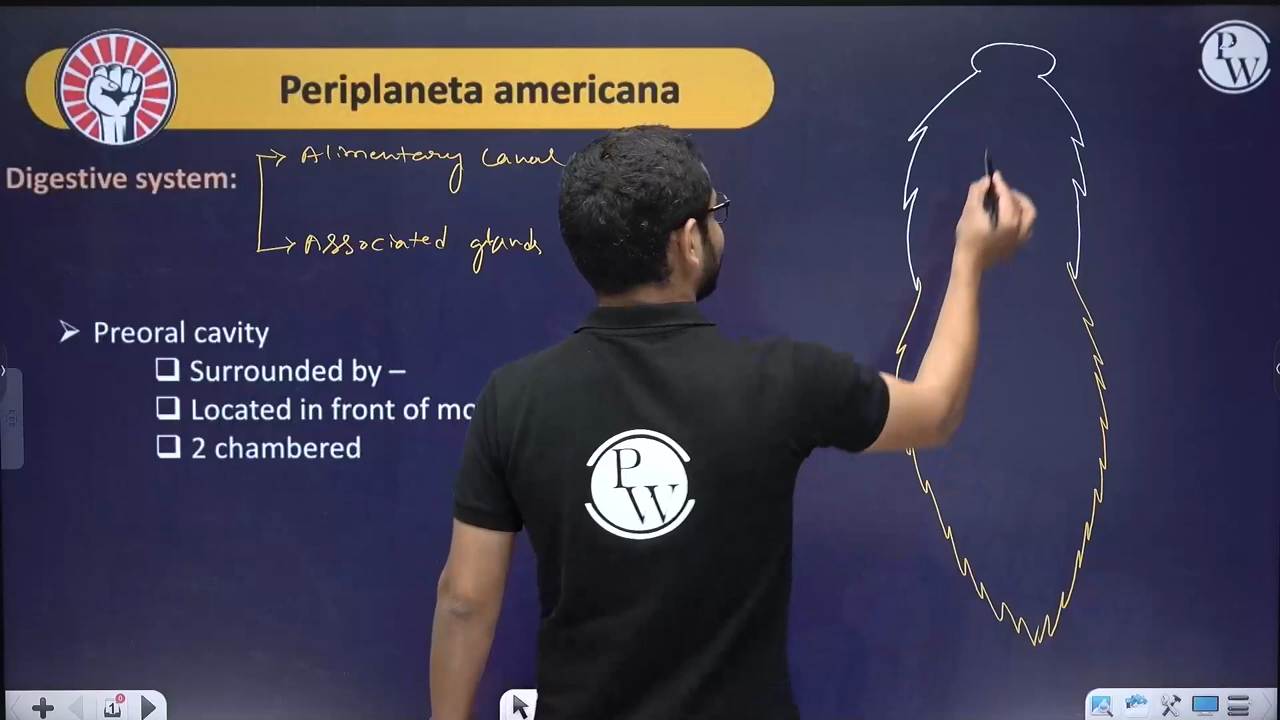 Periplaneta americana
PW
Digestive system:
Alimentary canal
Associated glands
➤ Preoral cavity
❑ Surrounded by –
❑ Located in front of mo
❑ 2 chambered
PW
1